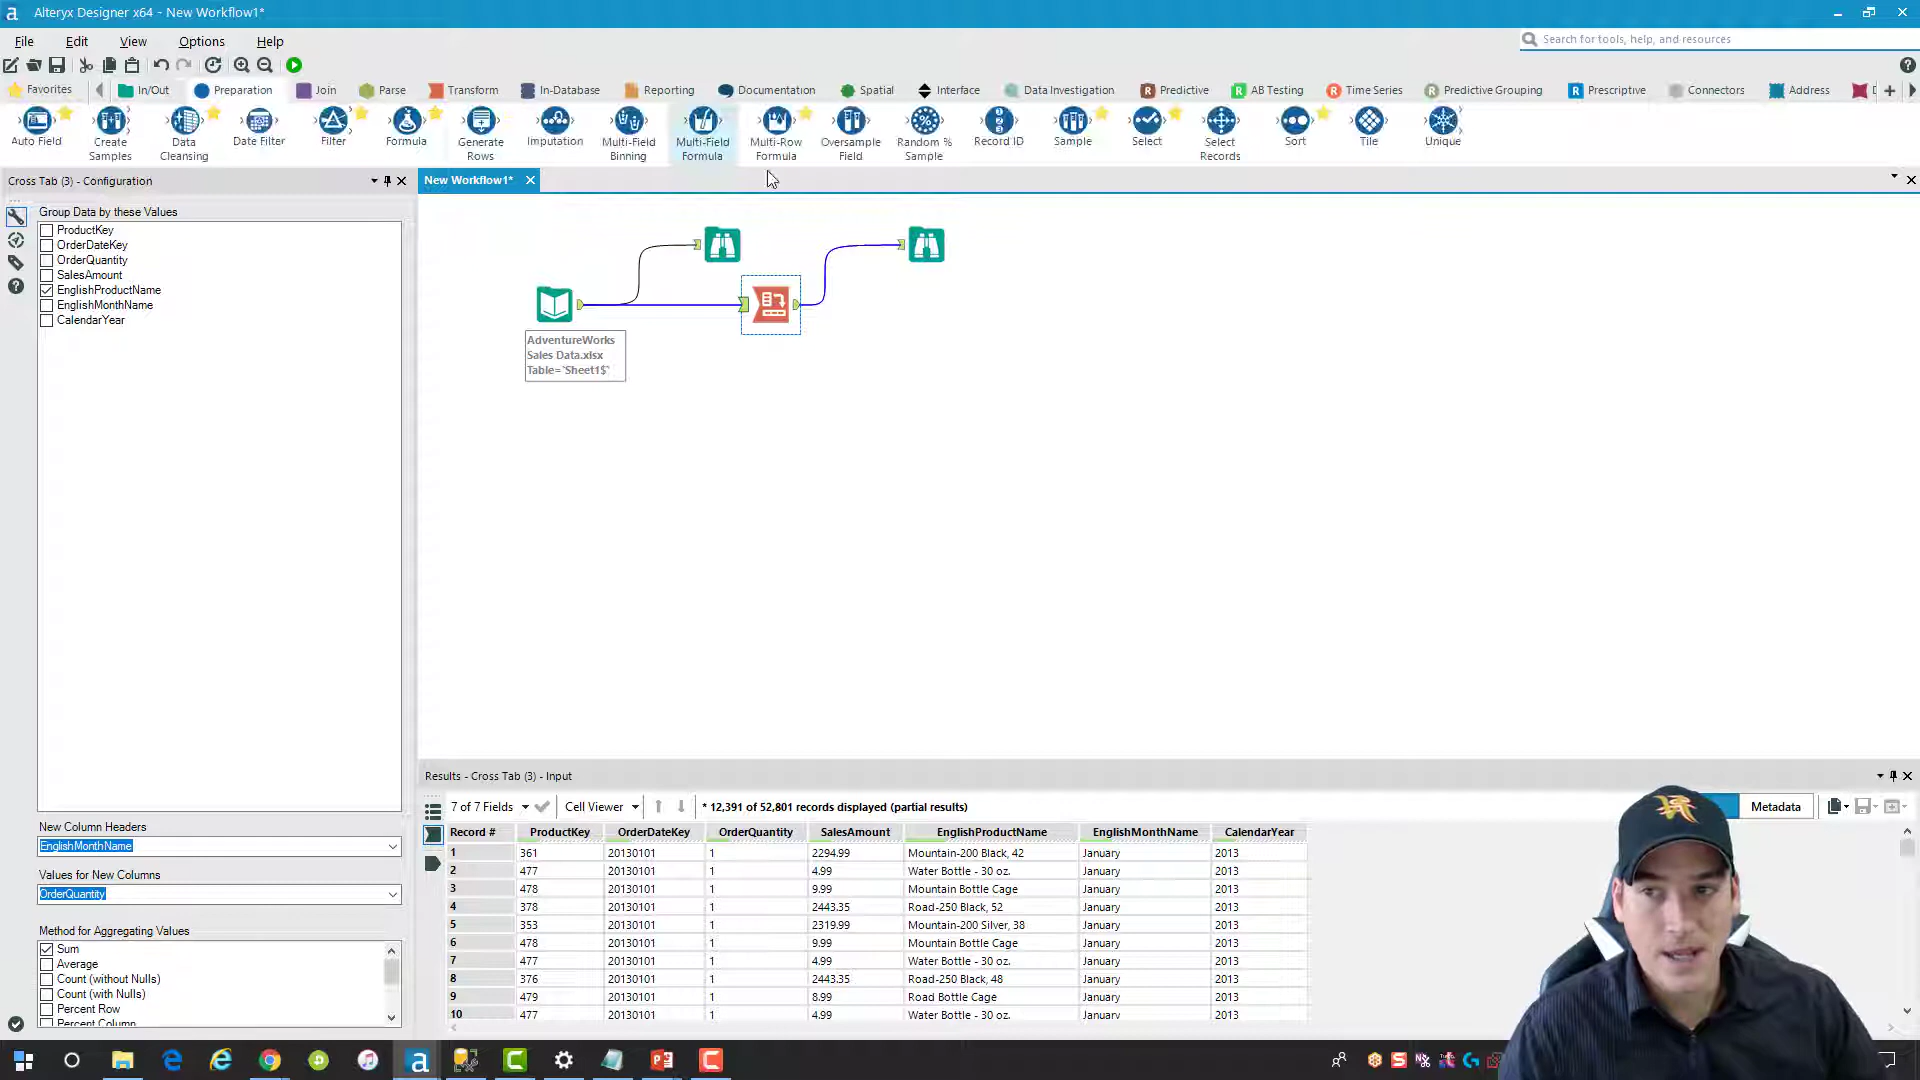 Alteryx Designer x64 - New Workflow1*
File Edit View Options Help
Search for tools, help, and resources
Favorites In/Out Preparation Join Parse Transform In-Database Reporting Documentation Spatial Interface Data Investigation Predictive AB Testing Time Series Predictive Grouping Prescriptive Connectors Address
Auto Field Create Samples Data Cleansing Date Filter Filter Formula Generate Rows Imputation Multi-Field Binning Multi-Field Formula Multi-Row Formula Oversample Field Random % Sample Record ID Sample Select Select Records Sort Tile Unique
Cross Tab (3) - Configuration
New Workflow1*
Group Data by these Values
ProductKey
OrderDateKey
OrderQuantity
SalesAmount
EnglishProductName
EnglishMonthName
CalendarYear
AdventureWorks
Sales Data.xlsx
Table=`Sheet1$`
New Column Headers
EnglishMonthName
Values for New Columns
OrderQuantity
Method for Aggregating Values
Sum
Average
Count (without Nulls)
Count (with Nulls)
Percent Row
Percent Column
Results - Cross Tab (3) - Input
7 of 7 Fields Cell Viewer * 12,391 of 52,801 records displayed (partial results) Metadata
Record # ProductKey OrderDateKey OrderQuantity SalesAmount EnglishProductName EnglishMonthName CalendarYear
1 361 20130101 1 2294.99 Mountain-200 Black, 42 January 2013
2 477 20130101 1 4.99 Water Bottle - 30 oz. January 2013
3 478 20130101 1 9.99 Mountain Bottle Cage January 2013
4 378 20130101 1 2443.35 Road-250 Black, 52 January 2013
5 353 20130101 1 2319.99 Mountain-200 Silver, 38 January 2013
6 478 20130101 1 9.99 Mountain Bottle Cage January 2013
7 477 20130101 1 4.99 Water Bottle - 30 oz. January 2013
8 376 20130101 1 2443.35 Road-250 Black, 48 January 2013
9 479 20130101 1 8.99 Road Bottle Cage January 2013
10 477 20130101 1 4.99 Water Bottle - 30 oz. January 2013